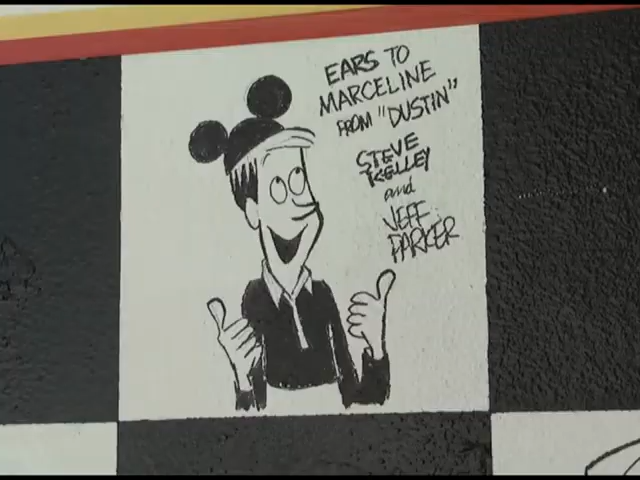 EARS TO
MARCELINE
FROM "DUSTIN"
STEVE
KELLEY
and
JEFF
PARKER